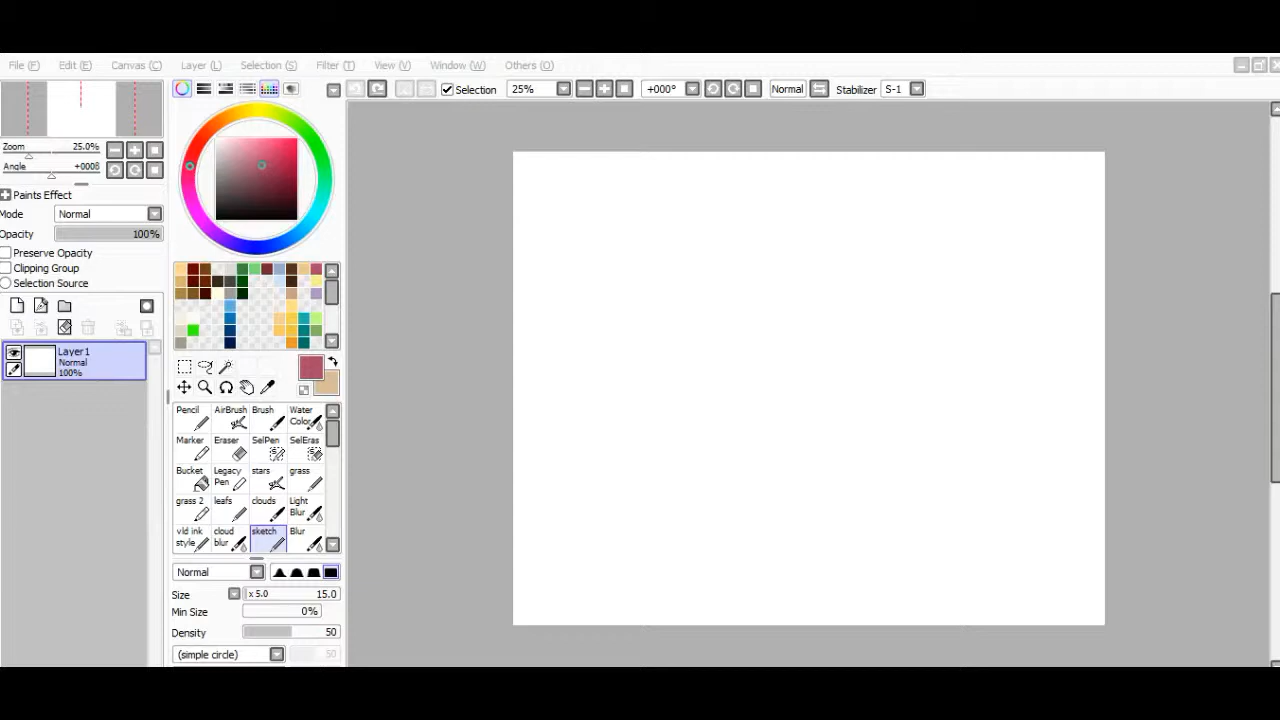 File (F) Edit (E) Canvas (C) Layer (L) Selection (S) Filter (T) View (V) Window (W) Others (O)
Selection 25% +000° Normal Stabilizer S-1
Zoom 25.0%
Angle +0008
Paints Effect
Mode Normal
Opacity 100%
Preserve Opacity
Clipping Group
Selection Source
Layer1
Normal
100%
Pencil AirBrush Brush Water
Color
Marker Eraser SelPen SelEras
Bucket Legacy
Pen stars grass
grass 2 leafs clouds Light
Blur
vld ink
style cloud
blur sketch Blur
Normal
Size x 5.0 15.0
Min Size 0%
Density 50
(simple circle) 50